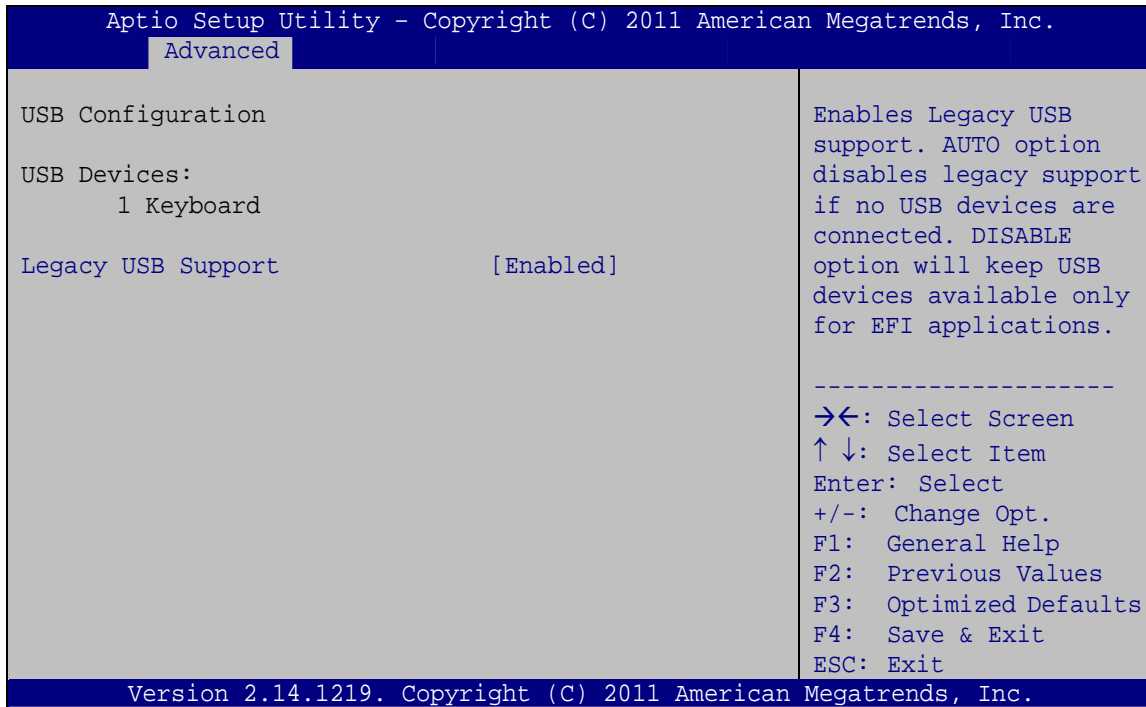 Aptio Setup Utility – Copyright (C) 2011 American Megatrends, Inc.
Advanced
USB Configuration
USB Devices:
1 Keyboard
Legacy USB Support [Enabled]
Enables Legacy USB
support. AUTO option
disables legacy support
if no USB devices are
connected. DISABLE
option will keep USB
devices available only
for EFI applications.
---------------------
→←: Select Screen
↑ ↓: Select Item
Enter: Select
+/-: Change Opt.
F1: General Help
F2: Previous Values
F3: Optimized Defaults
F4: Save & Exit
ESC: Exit
Version 2.14.1219. Copyright (C) 2011 American Megatrends, Inc.